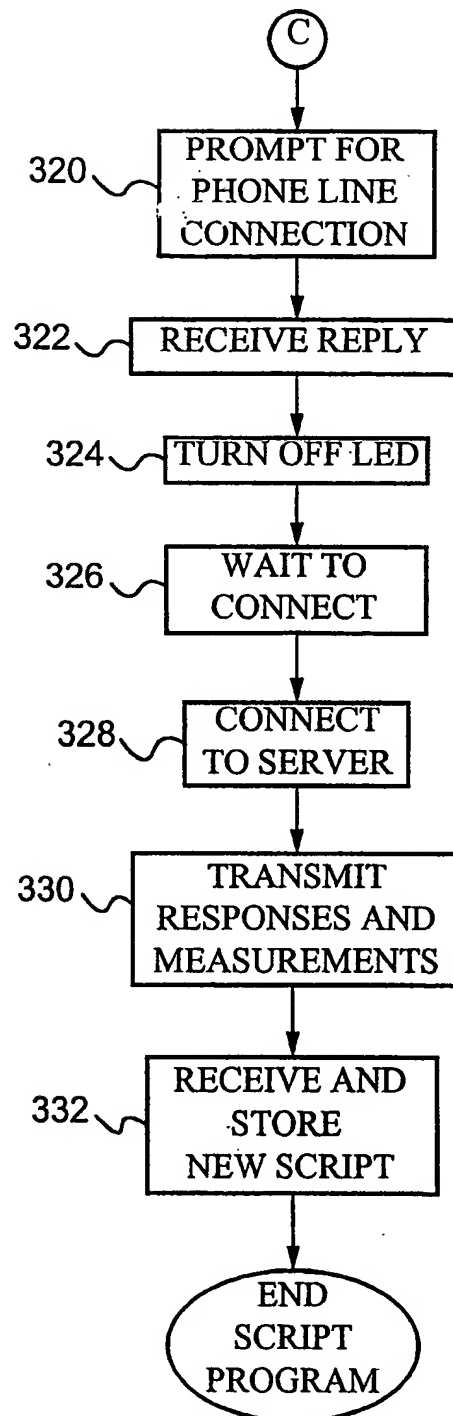 C
320
PROMPT FOR
PHONE LINE
CONNECTION
322
RECEIVE REPLY
324
TURN OFF LED
326
WAIT TO
CONNECT
328
CONNECT
TO SERVER
330
TRANSMIT
RESPONSES AND
MEASUREMENTS
332
RECEIVE AND
STORE
NEW SCRIPT
END
SCRIPT
PROGRAM